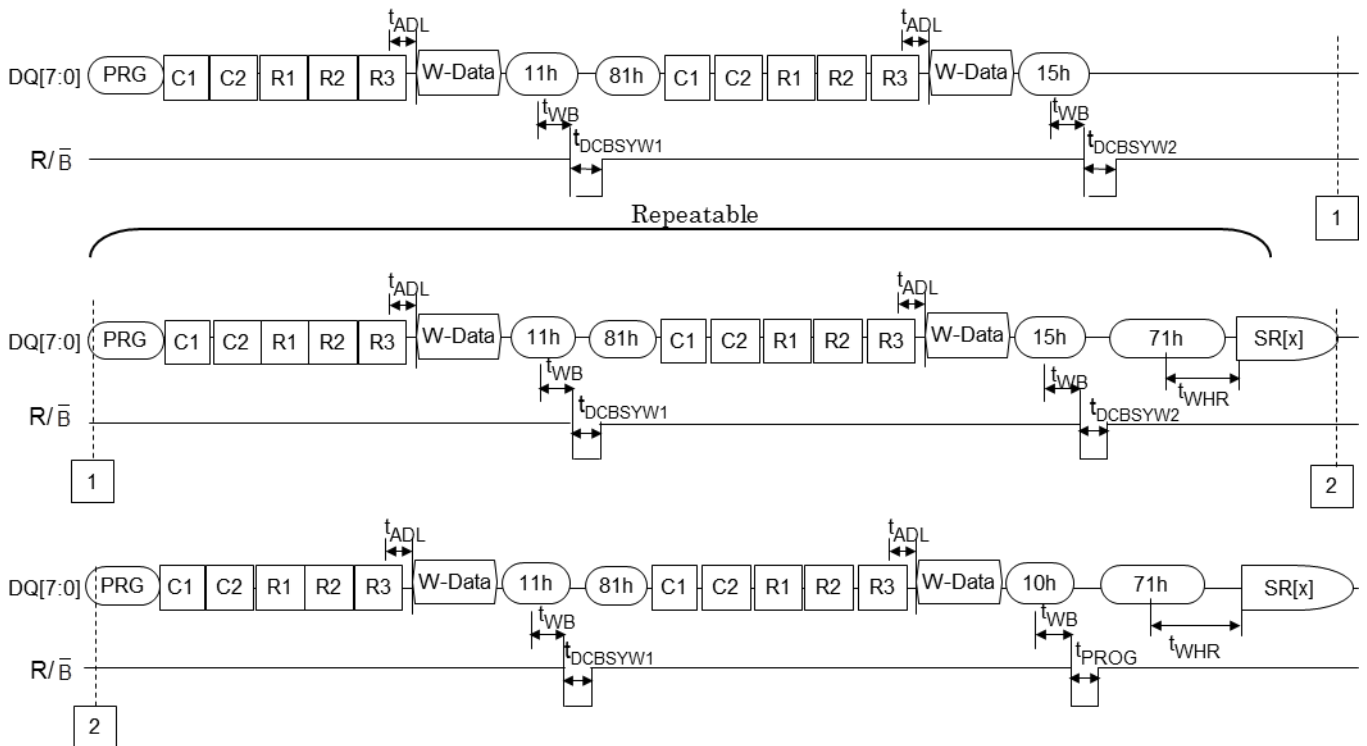 tADL tADL
DQ[7:0] PRG C1 C2 R1 R2 R3 W-Data 11h 81h C1 C2 R1 R2 R3 W-Data 15h
tWB tWB
tDCBSYW1 tDCBSYW2
R/B̅
1
Repeatable
tADL tADL
DQ[7:0] PRG C1 C2 R1 R2 R3 W-Data 11h 81h C1 C2 R1 R2 R3 W-Data 15h 71h SR[x]
tWB tWB tWHR
tDCBSYW1 tDCBSYW2
R/B̅
1 2
tADL tADL
DQ[7:0] PRG C1 C2 R1 R2 R3 W-Data 11h 81h C1 C2 R1 R2 R3 W-Data 10h 71h SR[x]
tWB tWB tWHR
tDCBSYW1 tPROG
R/B̅
2